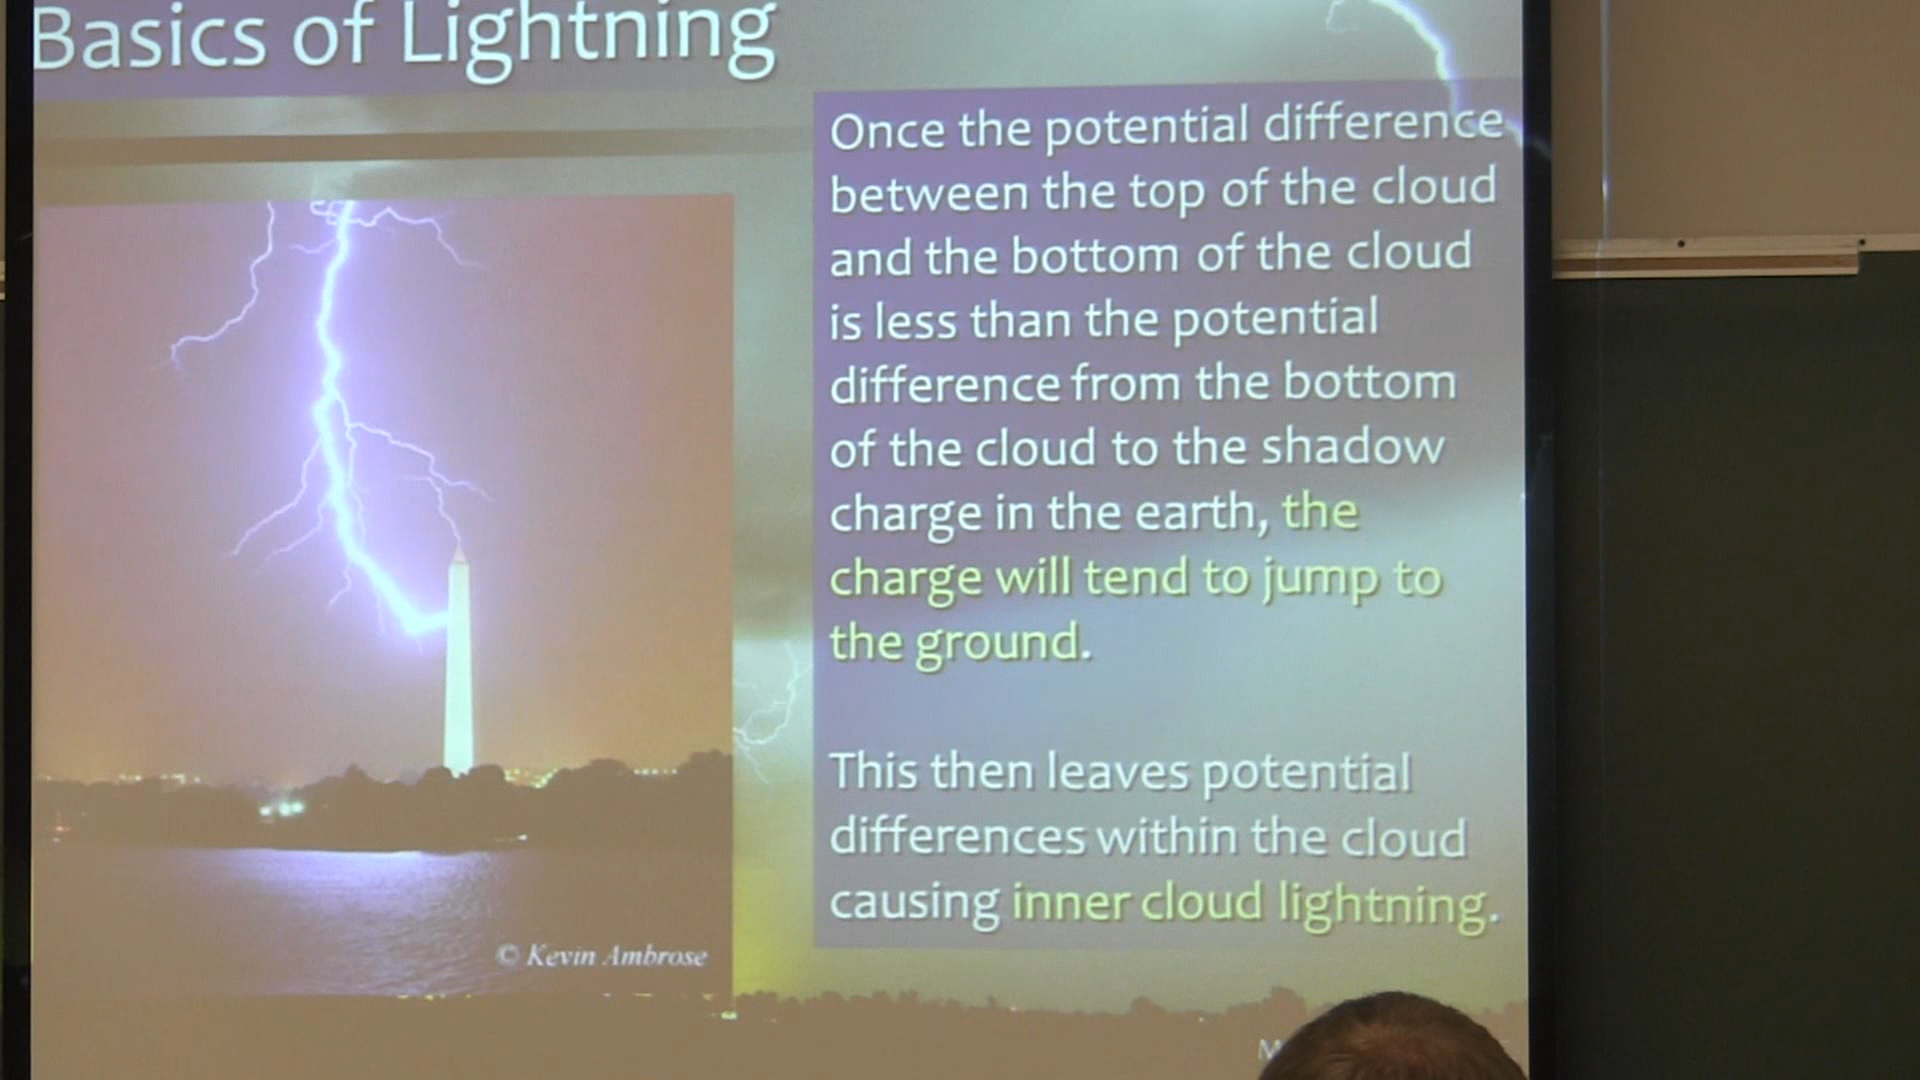 Basics of Lightning
Once the potential difference
between the top of the cloud
and the bottom of the cloud
is less than the potential
difference from the bottom
of the cloud to the shadow
charge in the earth, the
charge will tend to jump to
the ground.
This then leaves potential
differences within the cloud
causing inner cloud lightning.
© Kevin Ambrose